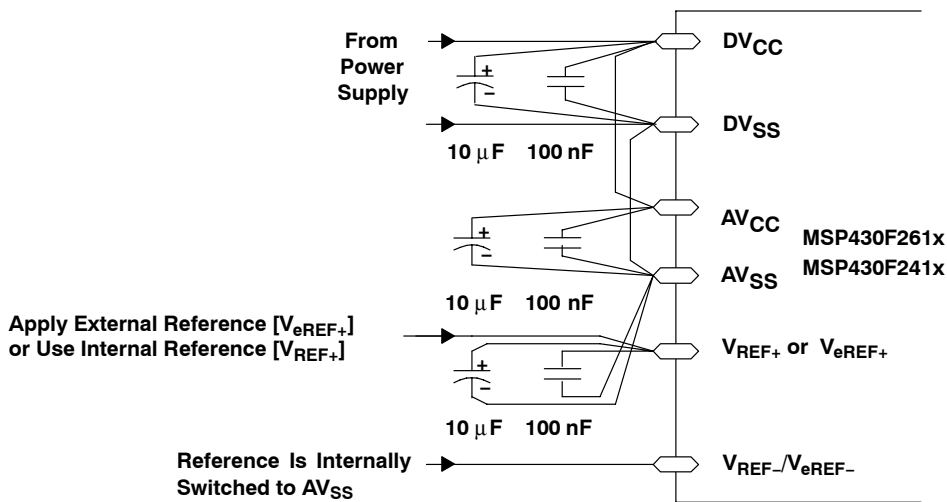 From
Power
Supply
DVCC
+
−
DVSS
10 μF 100 nF
AVCC
MSP430F261x
+
−
AVSS
MSP430F241x
10 μF 100 nF
Apply External Reference [VeREF+]
or Use Internal Reference [VREF+]
VREF+ or VeREF+
+
−
10 μF 100 nF
Reference Is Internally
Switched to AVSS
VREF−/VeREF−